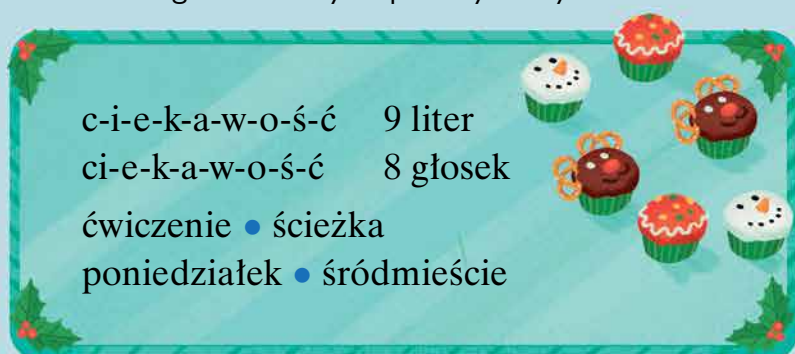 c-i-e-k-a-w-o-ś-ć 9 liter
ci-e-k-a-w-o-ś-ć 8 głosek
ćwiczenie • ścieżka
poniedziałek • śródmieście